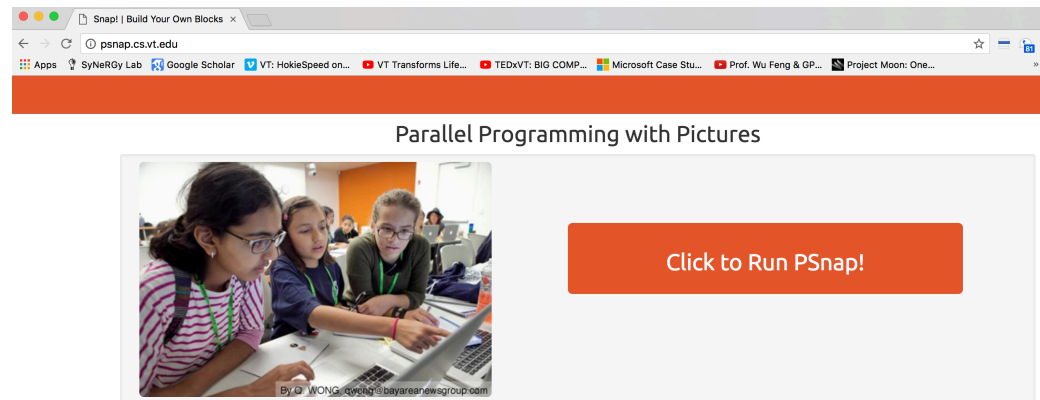 Snap! | Build Your Own Blocks ×
psnap.cs.vt.edu
Apps SyNeRGy Lab Google Scholar VT: HokieSpeed on... VT Transforms Life... TEDxVT: BIG COMP... Microsoft Case Stu... Prof. Wu Feng & GP... Project Moon: One... »
81
Parallel Programming with Pictures
Click to Run PSnap!
By Q. WONG, qwong@bayareanewsgroup.com